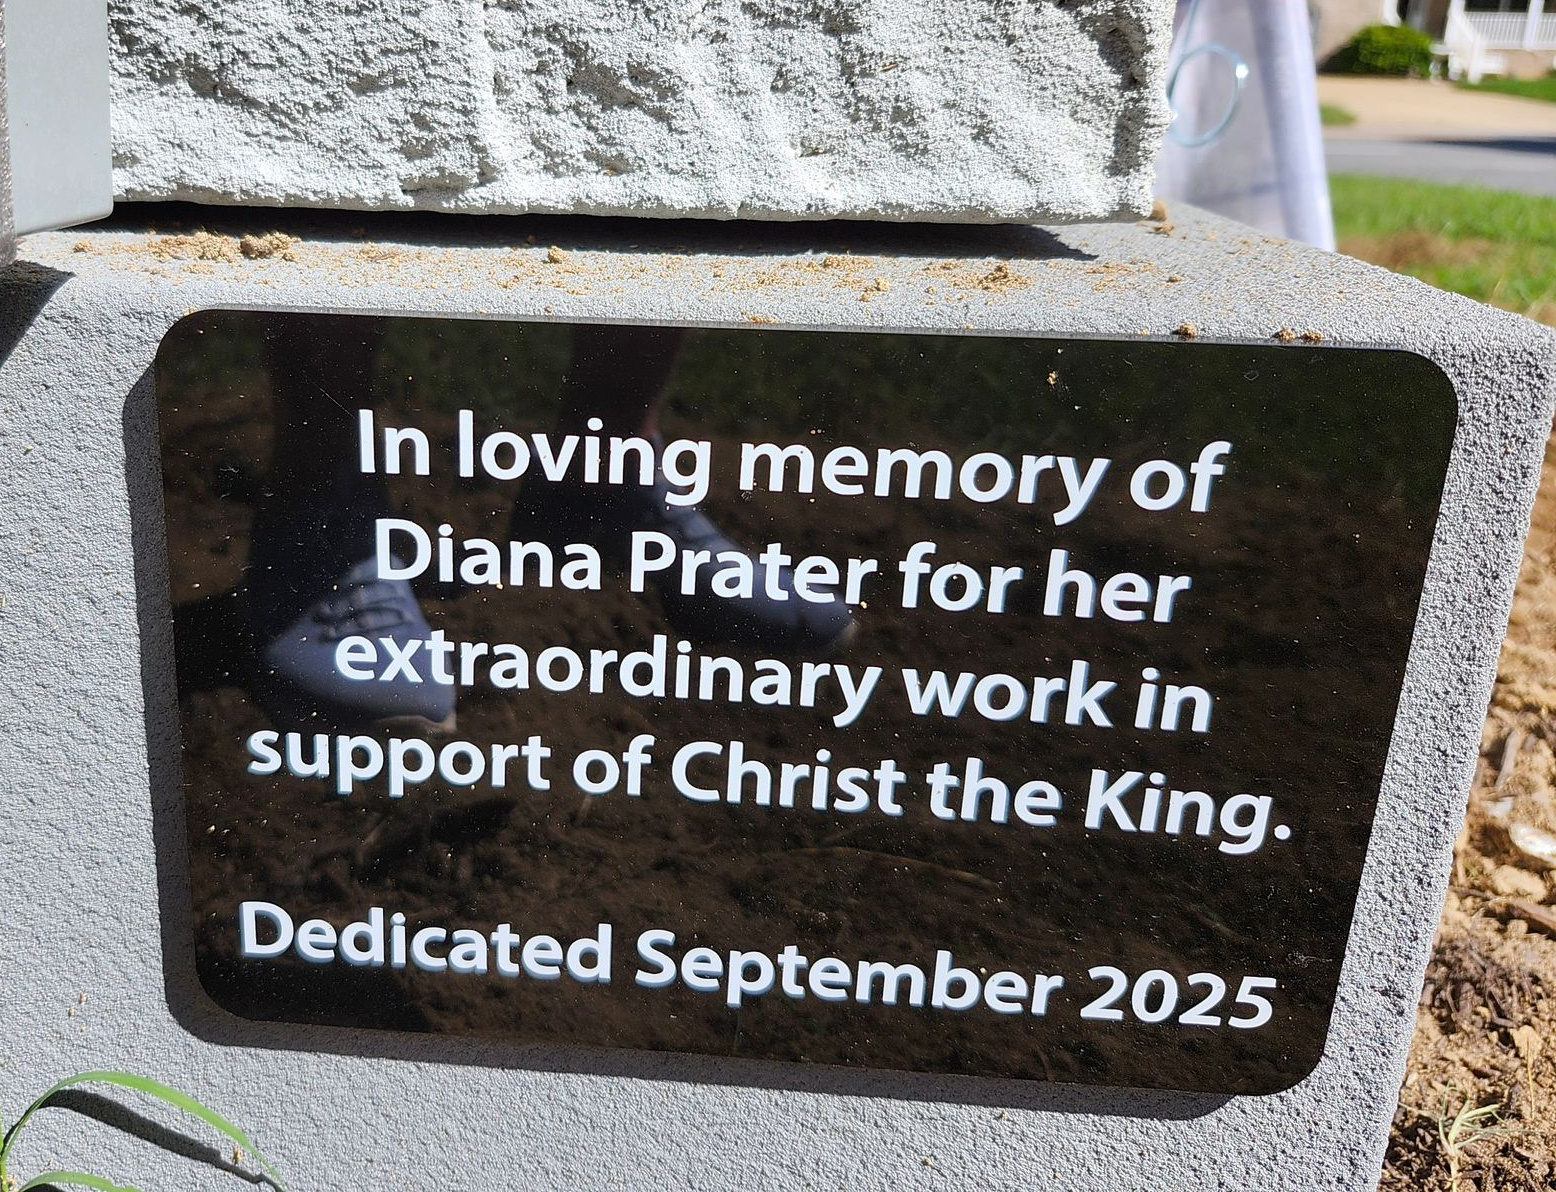 In loving memory of
Diana Prater for her
extraordinary work in
support of Christ the King.
Dedicated September 2025